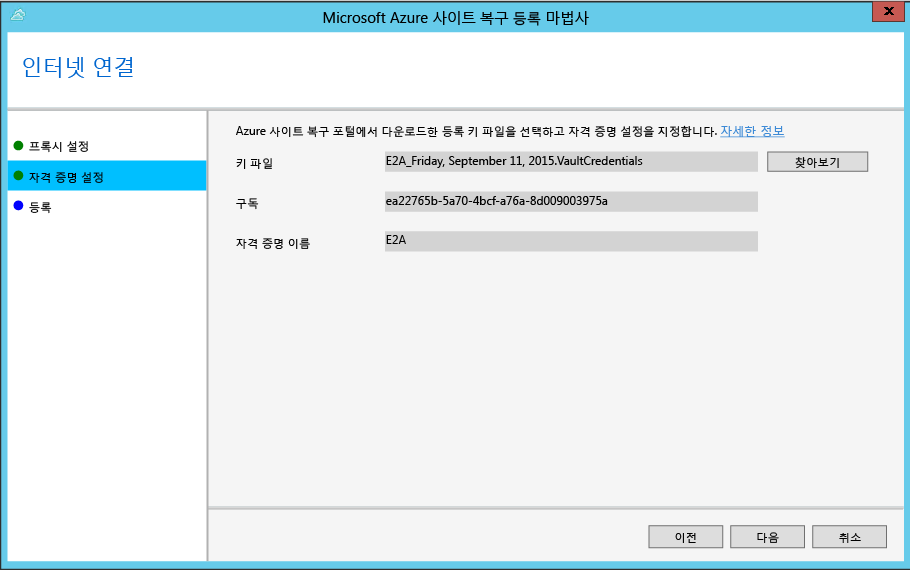 Microsoft Azure 사이트 복구 등록 마법사
인터넷 연결
프록시 설정
자격 증명 설정
등록
Azure 사이트 복구 포털에서 다운로드한 등록 키 파일을 선택하고 자격 증명 설정을 지정합니다. 자세한 정보
키 파일 E2A_Friday, September 11, 2015.VaultCredentials 찾아보기
구독 ea22765b-5a70-4bcf-a76a-8d009003975a
자격 증명 이름 E2A
이전 다음 취소